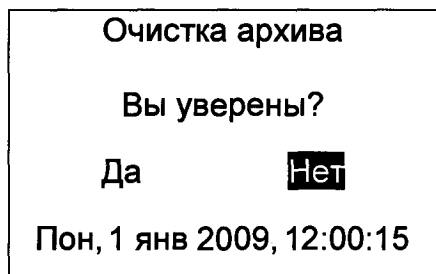 Очистка архива
Вы уверены?
Да Нет
Пон, 1 янв 2009, 12:00:15